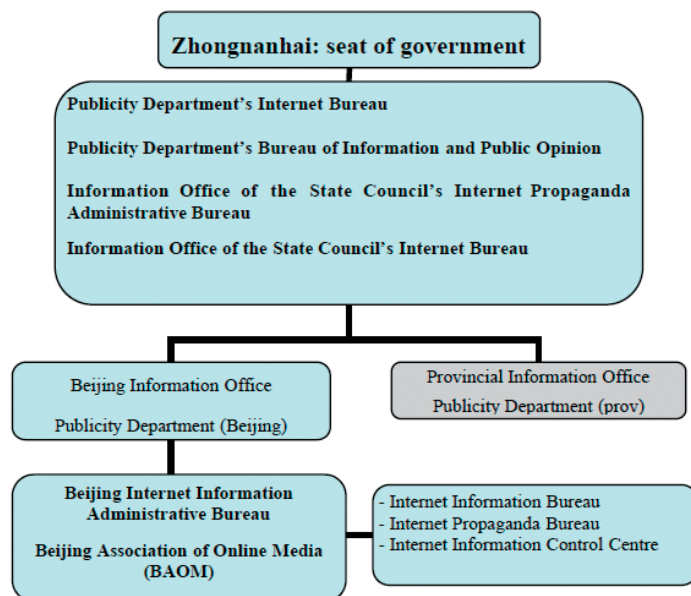 Zhongnanhai: seat of government
Publicity Department's Internet Bureau
Publicity Department's Bureau of Information and Public Opinion
Information Office of the State Council's Internet Propaganda
Administrative Bureau
Information Office of the State Council's Internet Bureau
Beijing Information Office
Publicity Department (Beijing)
Provincial Information Office
Publicity Department (prov)
Beijing Internet Information
Administrative Bureau
Beijing Association of Online Media
(BAOM)
- Internet Information Bureau
- Internet Propaganda Bureau
- Internet Information Control Centre